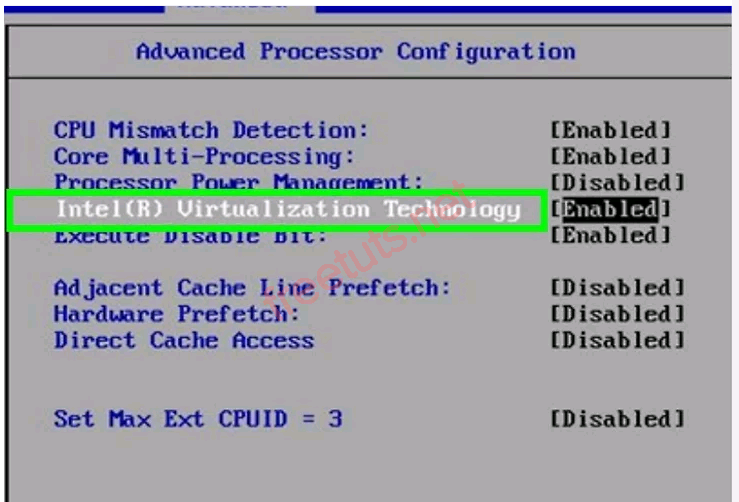 Advanced
Advanced Processor Configuration
CPU Mismatch Detection: [Enabled]
Core Multi-Processing: [Enabled]
Processor Power Management: [Disabled]
Intel(R) Virtualization Technology [Enabled]
Execute Disable Bit: [Enabled]
Adjacent Cache Line Prefetch: [Disabled]
Hardware Prefetch: [Disabled]
Direct Cache Access [Disabled]
Set Max Ext CPUID = 3 [Disabled]
freetuts.net